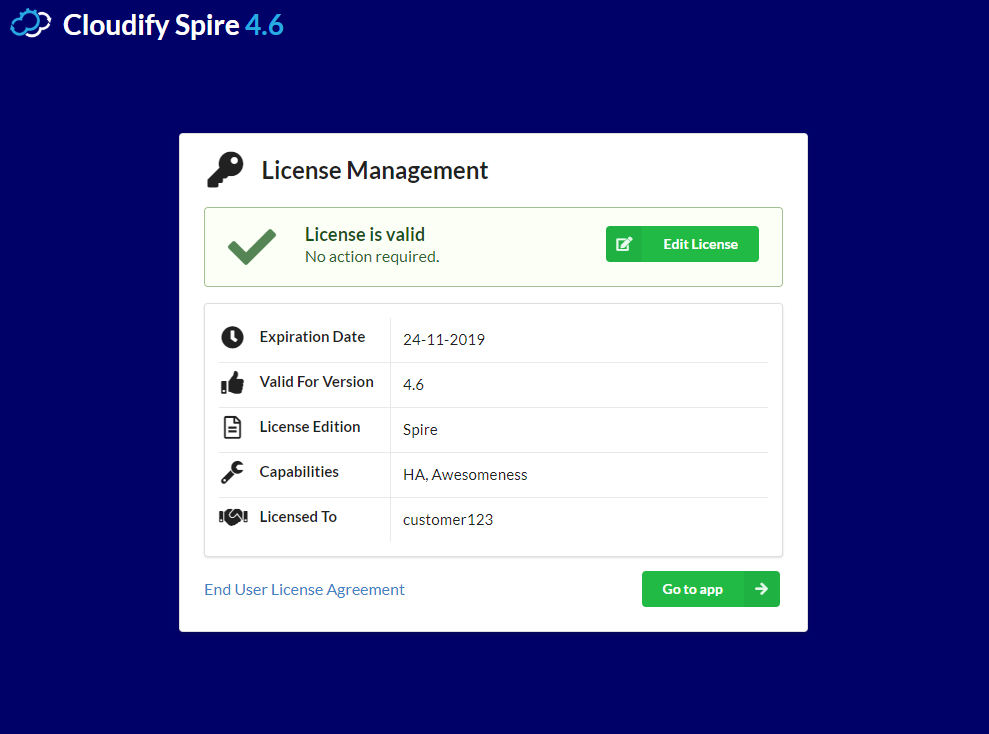 Cloudify Spire 4.6
License Management
License is valid
No action required.
Edit License
Expiration Date 24-11-2019
Valid For Version 4.6
License Edition Spire
Capabilities HA, Awesomeness
Licensed To customer123
End User License Agreement
Go to app